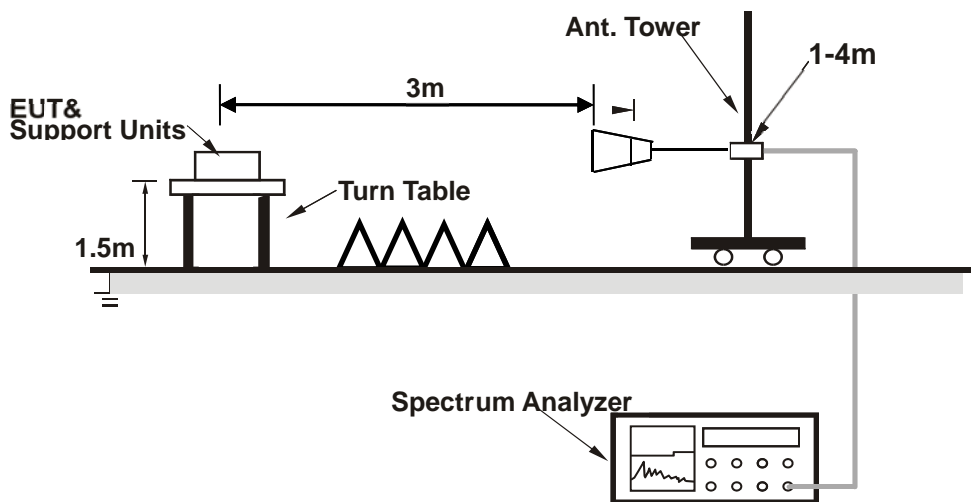 Ant. Tower
1-4m
3m
EUT&
Support Units
Turn Table
1.5m
Spectrum Analyzer